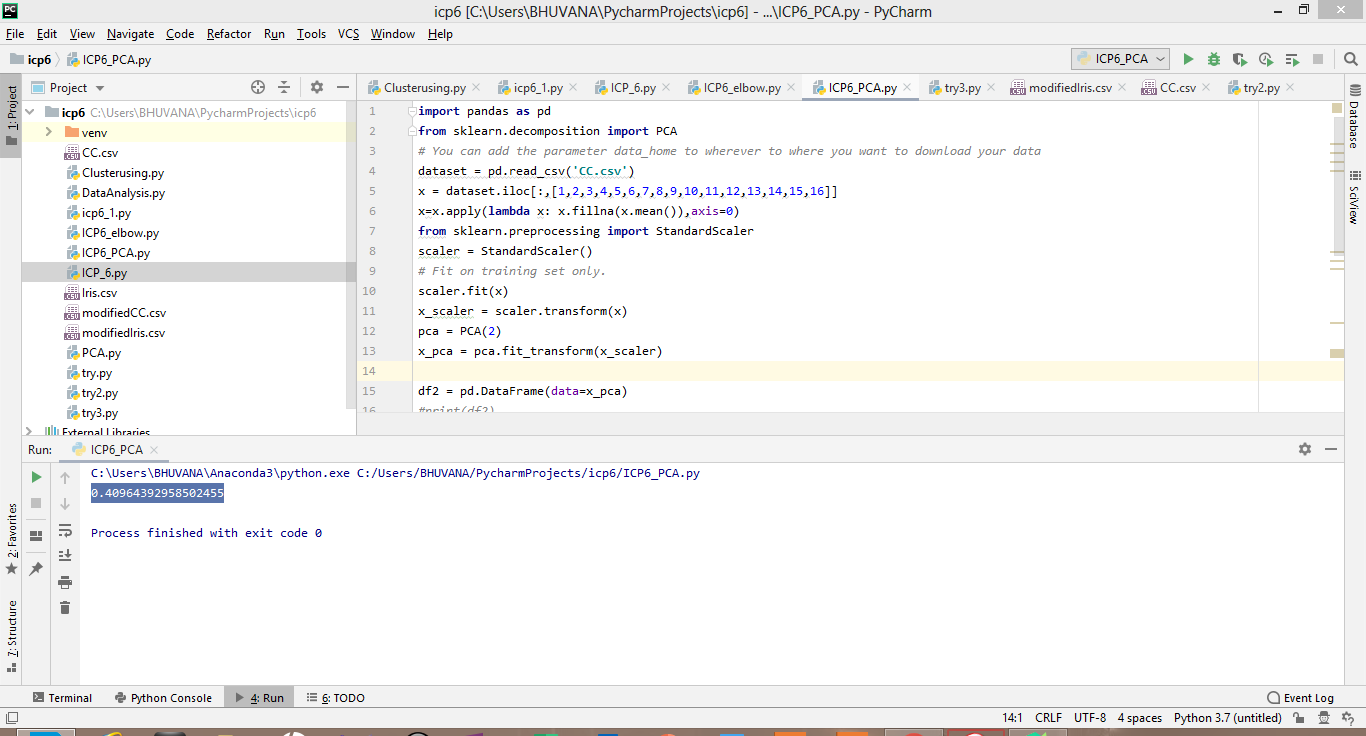 icp6 [C:\Users\BHUVANA\PycharmProjects\icp6] - ...\ICP6_PCA.py - PyCharm
File Edit View Navigate Code Refactor Run Tools VCS Window Help
icp6 ICP6_PCA.py
ICP6_PCA
1: Project
Project
Clusterusing.py icp6_1.py ICP_6.py ICP6_elbow.py ICP6_PCA.py try3.py modifiedIris.csv CC.csv try2.py
icp6 C:\Users\BHUVANA\PycharmProjects\icp6
venv
CC.csv
Clusterusing.py
DataAnalysis.py
icp6_1.py
ICP6_elbow.py
ICP6_PCA.py
ICP_6.py
Iris.csv
modifiedCC.csv
modifiedIris.csv
PCA.py
try.py
try2.py
try3.py
External Libraries
1 import pandas as pd
2 from sklearn.decomposition import PCA
3 # You can add the parameter data_home to wherever to where you want to download your data
4 dataset = pd.read_csv('CC.csv')
5 x = dataset.iloc[:,[1,2,3,4,5,6,7,8,9,10,11,12,13,14,15,16]]
6 x=x.apply(lambda x: x.fillna(x.mean()),axis=0)
7 from sklearn.preprocessing import StandardScaler
8 scaler = StandardScaler()
9 # Fit on training set only.
10 scaler.fit(x)
11 x_scaler = scaler.transform(x)
12 pca = PCA(2)
13 x_pca = pca.fit_transform(x_scaler)
14
15 df2 = pd.DataFrame(data=x_pca)
16 #print(df2)
Database
SciView
Run: ICP6_PCA
C:\Users\BHUVANA\Anaconda3\python.exe C:/Users/BHUVANA/PycharmProjects/icp6/ICP6_PCA.py
0.40964392958502455
Process finished with exit code 0
2: Favorites
7: Structure
Terminal Python Console 4: Run 6: TODO Event Log
14:1 CRLF UTF-8 4 spaces Python 3.7 (untitled)